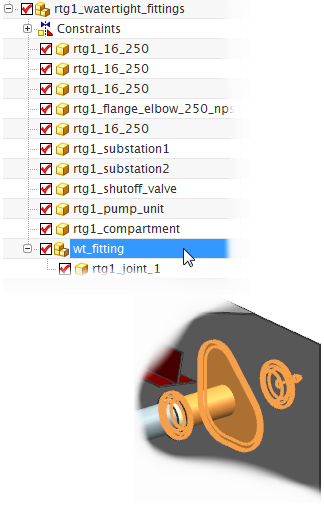 rtg1_watertight_fittings
Constraints
rtg1_16_250
rtg1_16_250
rtg1_16_250
rtg1_flange_elbow_250_nps
rtg1_16_250
rtg1_substation1
rtg1_substation2
rtg1_shutoff_valve
rtg1_pump_unit
rtg1_compartment
wt_fitting
rtg1_joint_1